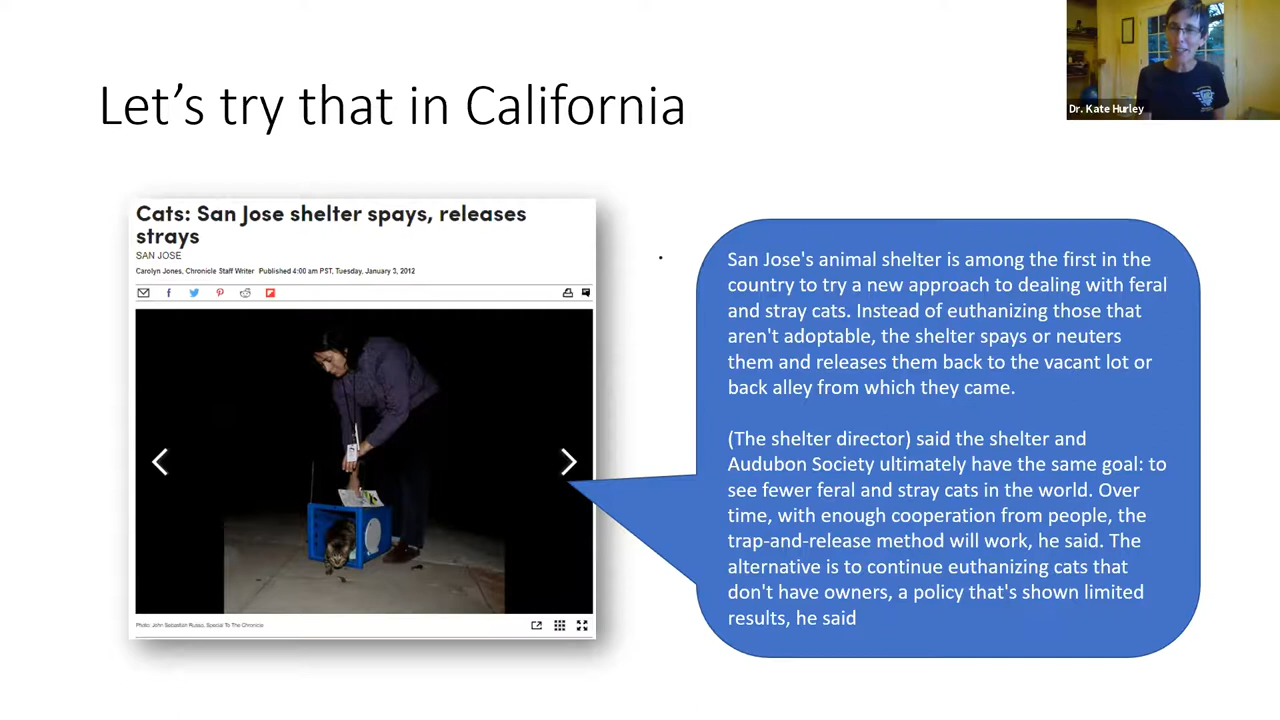 Let's try that in California
Dr. Kate Hurley
Cats: San Jose shelter spays, releases
strays
SAN JOSE
Carolyn Jones, Chronicle Staff Writer Published 4:00 am PST, Tuesday, January 3, 2012
Photo: John Sebastian Russo, Special To The Chronicle
San Jose's animal shelter is among the first in the
country to try a new approach to dealing with feral
and stray cats. Instead of euthanizing those that
aren't adoptable, the shelter spays or neuters
them and releases them back to the vacant lot or
back alley from which they came.
(The shelter director) said the shelter and
Audubon Society ultimately have the same goal: to
see fewer feral and stray cats in the world. Over
time, with enough cooperation from people, the
trap-and-release method will work, he said. The
alternative is to continue euthanizing cats that
don't have owners, a policy that's shown limited
results, he said